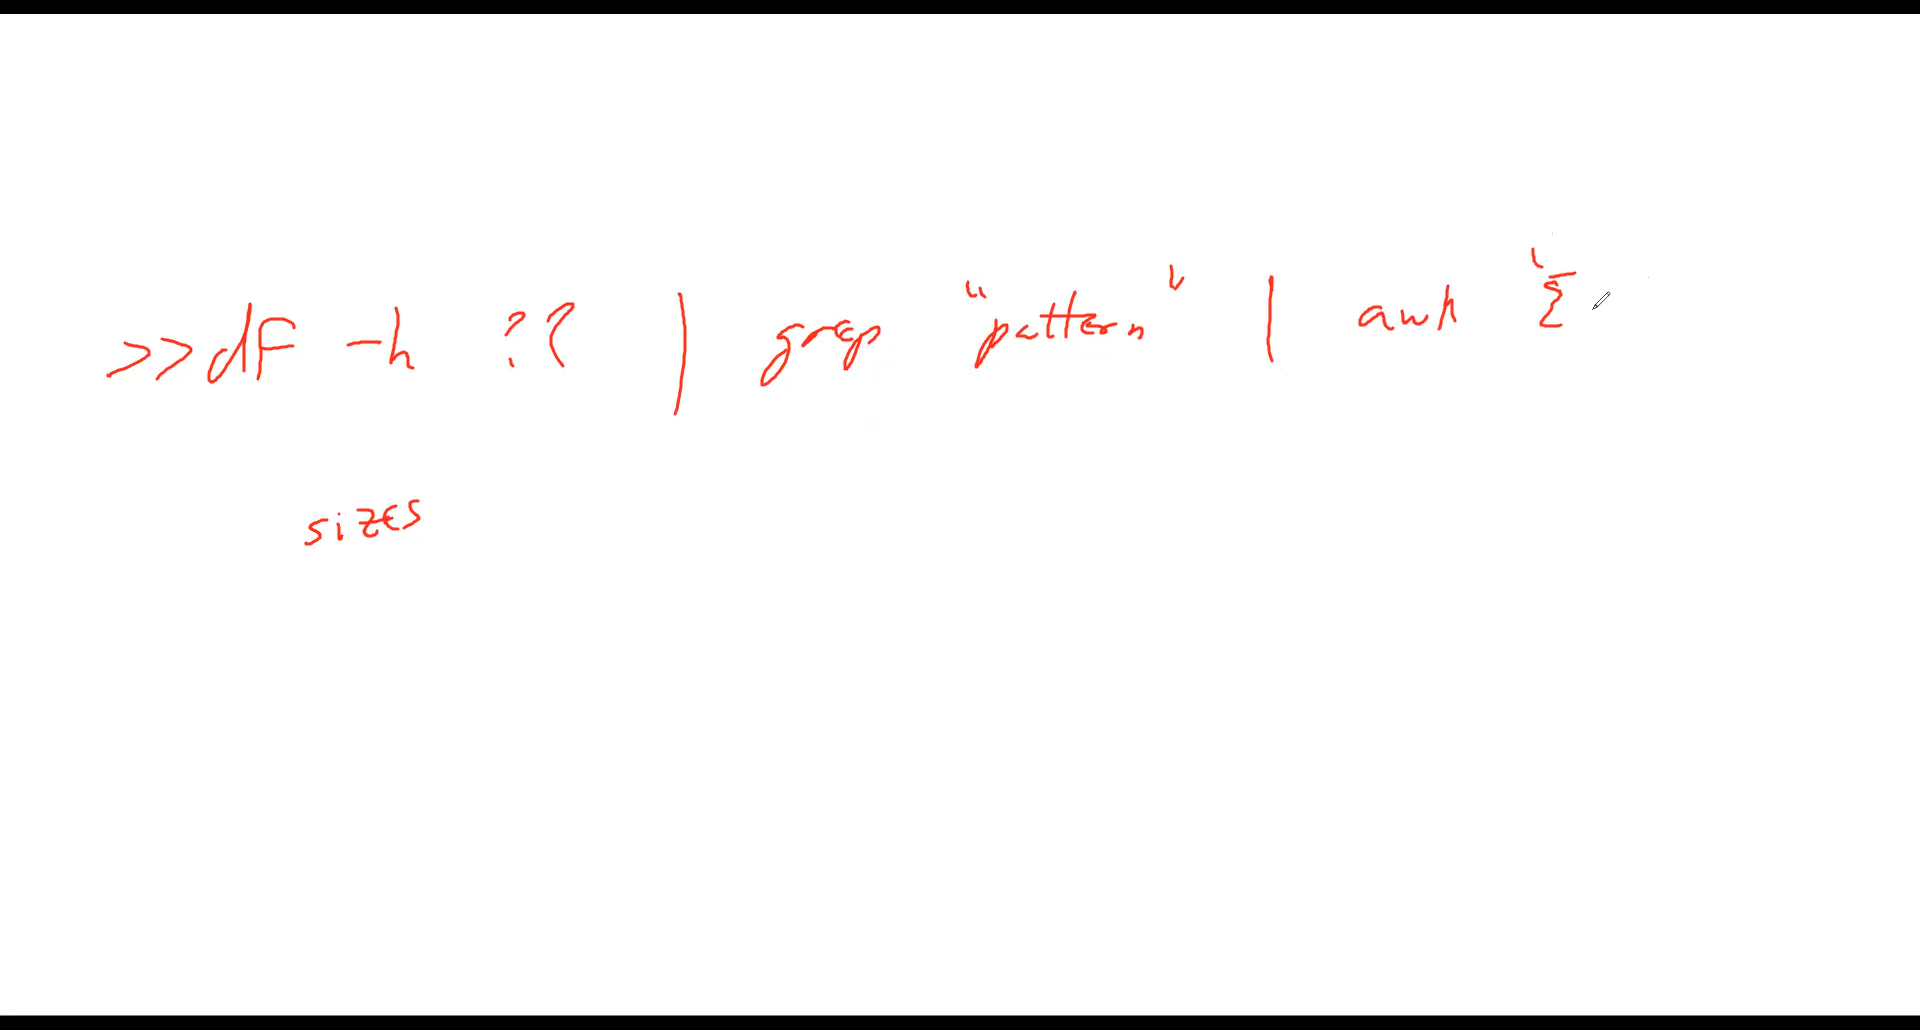 >>dF -h ?? | grep "pattern" | awk '{
sizes